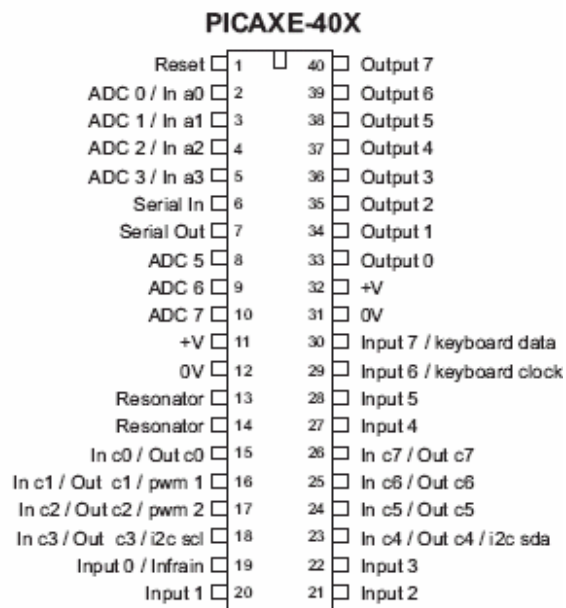 PICAXE-40X
Reset 1 40 Output 7
ADC 0 / In a0 2 39 Output 6
ADC 1 / In a1 3 38 Output 5
ADC 2 / In a2 4 37 Output 4
ADC 3 / In a3 5 36 Output 3
Serial In 6 35 Output 2
Serial Out 7 34 Output 1
ADC 5 8 33 Output 0
ADC 6 9 32 +V
ADC 7 10 31 0V
+V 11 30 Input 7 / keyboard data
0V 12 29 Input 6 / keyboard clock
Resonator 13 28 Input 5
Resonator 14 27 Input 4
In c0 / Out c0 15 26 In c7 / Out c7
In c1 / Out c1 / pwm 1 16 25 In c6 / Out c6
In c2 / Out c2 / pwm 2 17 24 In c5 / Out c5
In c3 / Out c3 / i2c scl 18 23 In c4 / Out c4 / i2c sda
Input 0 / Infrain 19 22 Input 3
Input 1 20 21 Input 2